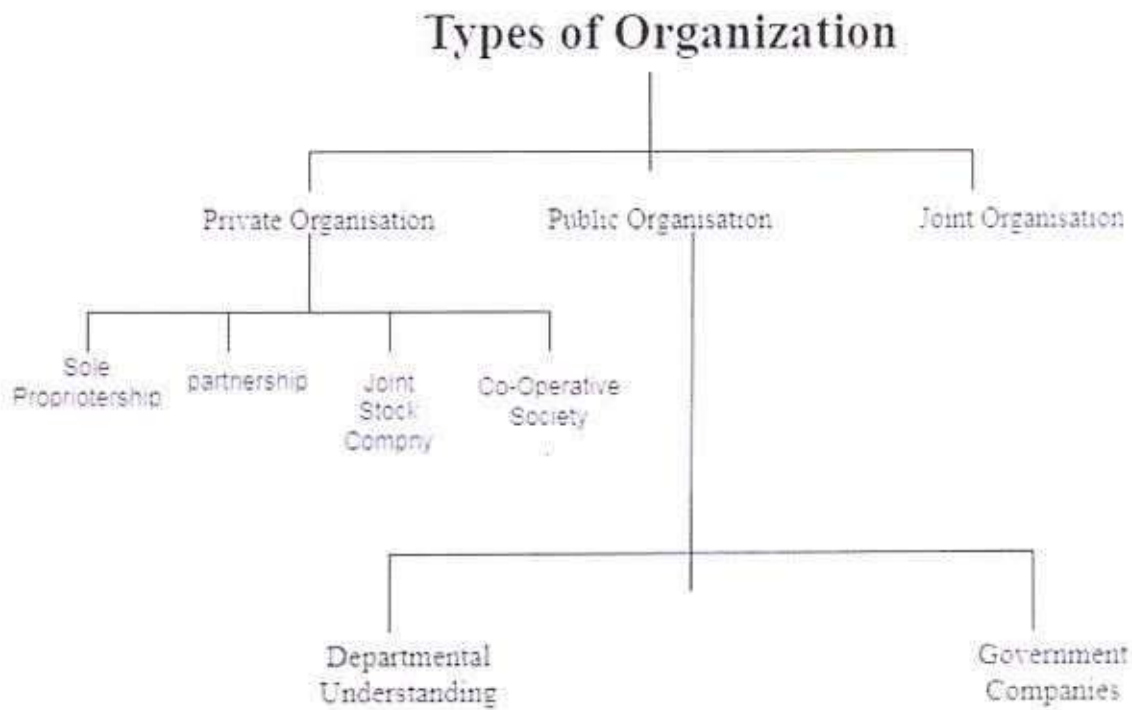 Types of Organization
Private Organisation
Public Organisation
Joint Organisation
Sole
Propriotership
partnership
Joint
Stock
Compny
Co-Operative
Society
Departmental
Understanding
Government
Companies